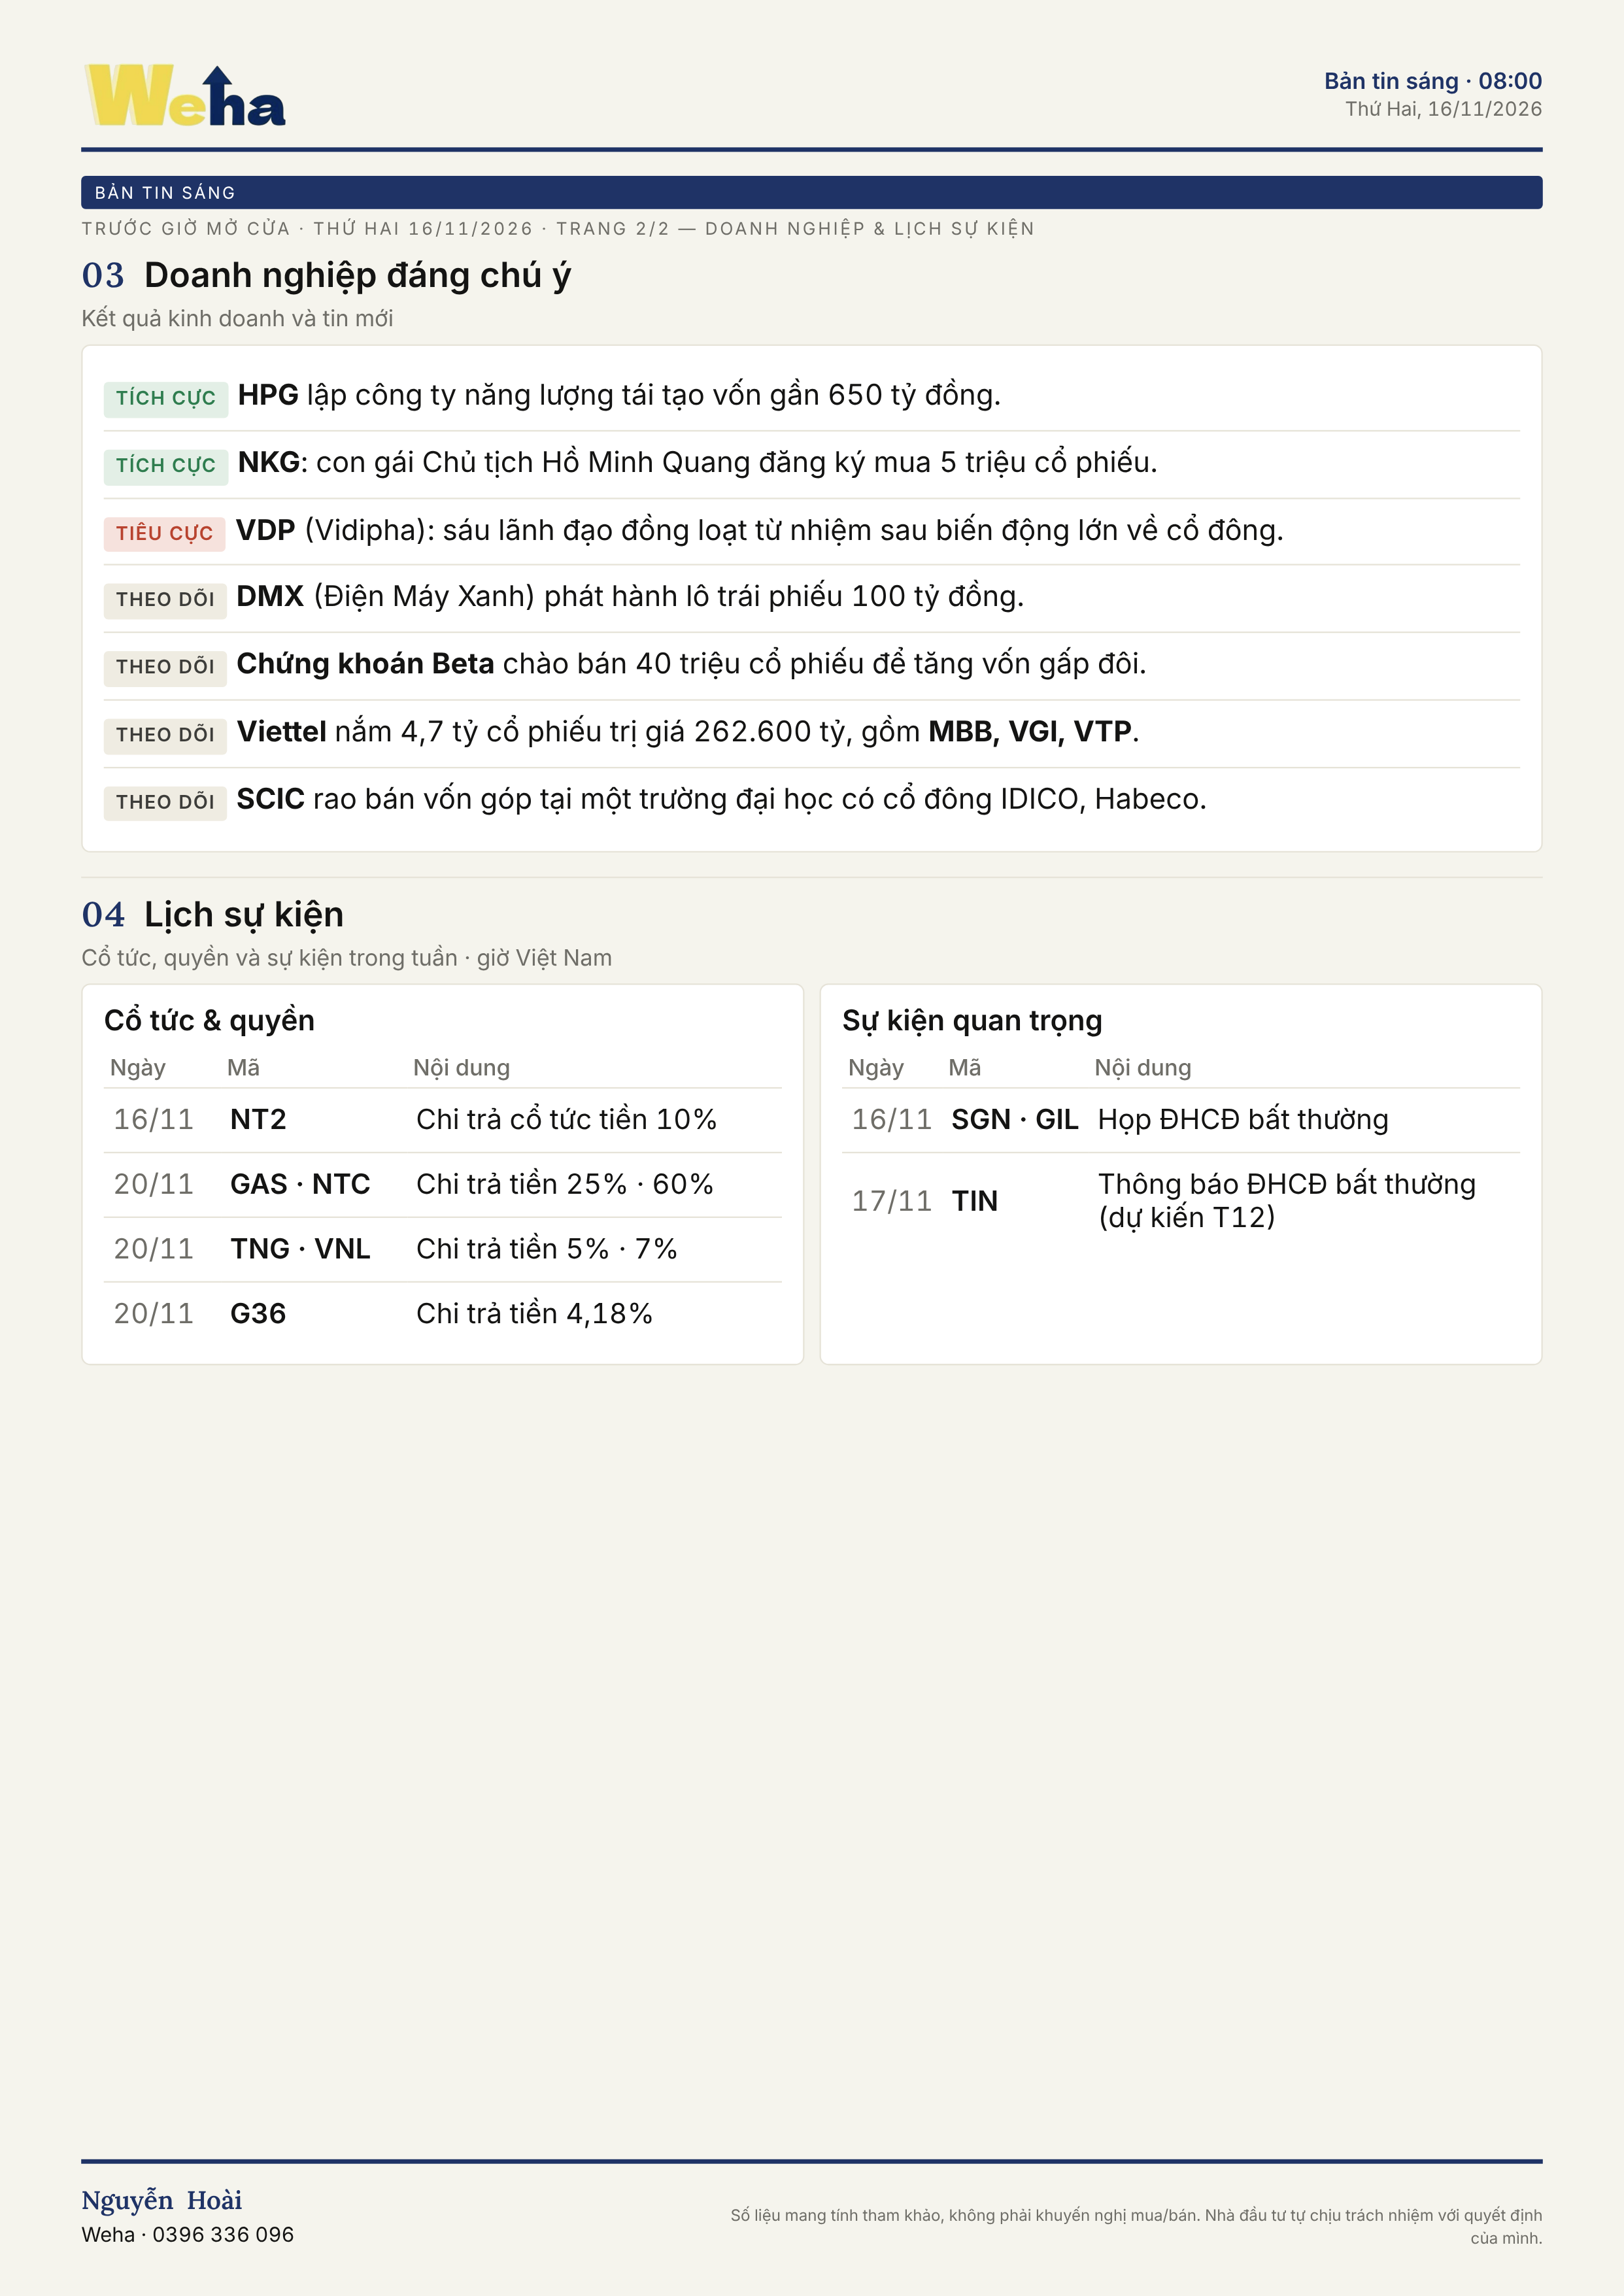 Weha
Bản tin sáng · 08:00
Thứ Hai, 16/11/2026
BẢN TIN SÁNG
TRƯỚC GIỜ MỞ CỬA · THỨ HAI 16/11/2026 · TRANG 2/2 — DOANH NGHIỆP & LỊCH SỰ KIỆN
03 Doanh nghiệp đáng chú ý
Kết quả kinh doanh và tin mới
TÍCH CỰC HPG lập công ty năng lượng tái tạo vốn gần 650 tỷ đồng.
TÍCH CỰC NKG: con gái Chủ tịch Hồ Minh Quang đăng ký mua 5 triệu cổ phiếu.
TIÊU CỰC VDP (Vidipha): sáu lãnh đạo đồng loạt từ nhiệm sau biến động lớn về cổ đông.
THEO DÕI DMX (Điện Máy Xanh) phát hành lô trái phiếu 100 tỷ đồng.
THEO DÕI Chứng khoán Beta chào bán 40 triệu cổ phiếu để tăng vốn gấp đôi.
THEO DÕI Viettel nắm 4,7 tỷ cổ phiếu trị giá 262.600 tỷ, gồm MBB, VGI, VTP.
THEO DÕI SCIC rao bán vốn góp tại một trường đại học có cổ đông IDICO, Habeco.
04 Lịch sự kiện
Cổ tức, quyền và sự kiện trong tuần · giờ Việt Nam
Cổ tức & quyền
Ngày Mã Nội dung
16/11 NT2 Chi trả cổ tức tiền 10%
20/11 GAS · NTC Chi trả tiền 25% · 60%
20/11 TNG · VNL Chi trả tiền 5% · 7%
20/11 G36 Chi trả tiền 4,18%
Sự kiện quan trọng
Ngày Mã Nội dung
16/11 SGN · GIL Họp ĐHCĐ bất thường
17/11 TIN Thông báo ĐHCĐ bất thường
(dự kiến T12)
Nguyễn Hoài
Weha · 0396 336 096
Số liệu mang tính tham khảo, không phải khuyến nghị mua/bán. Nhà đầu tư tự chịu trách nhiệm với quyết định
của mình.